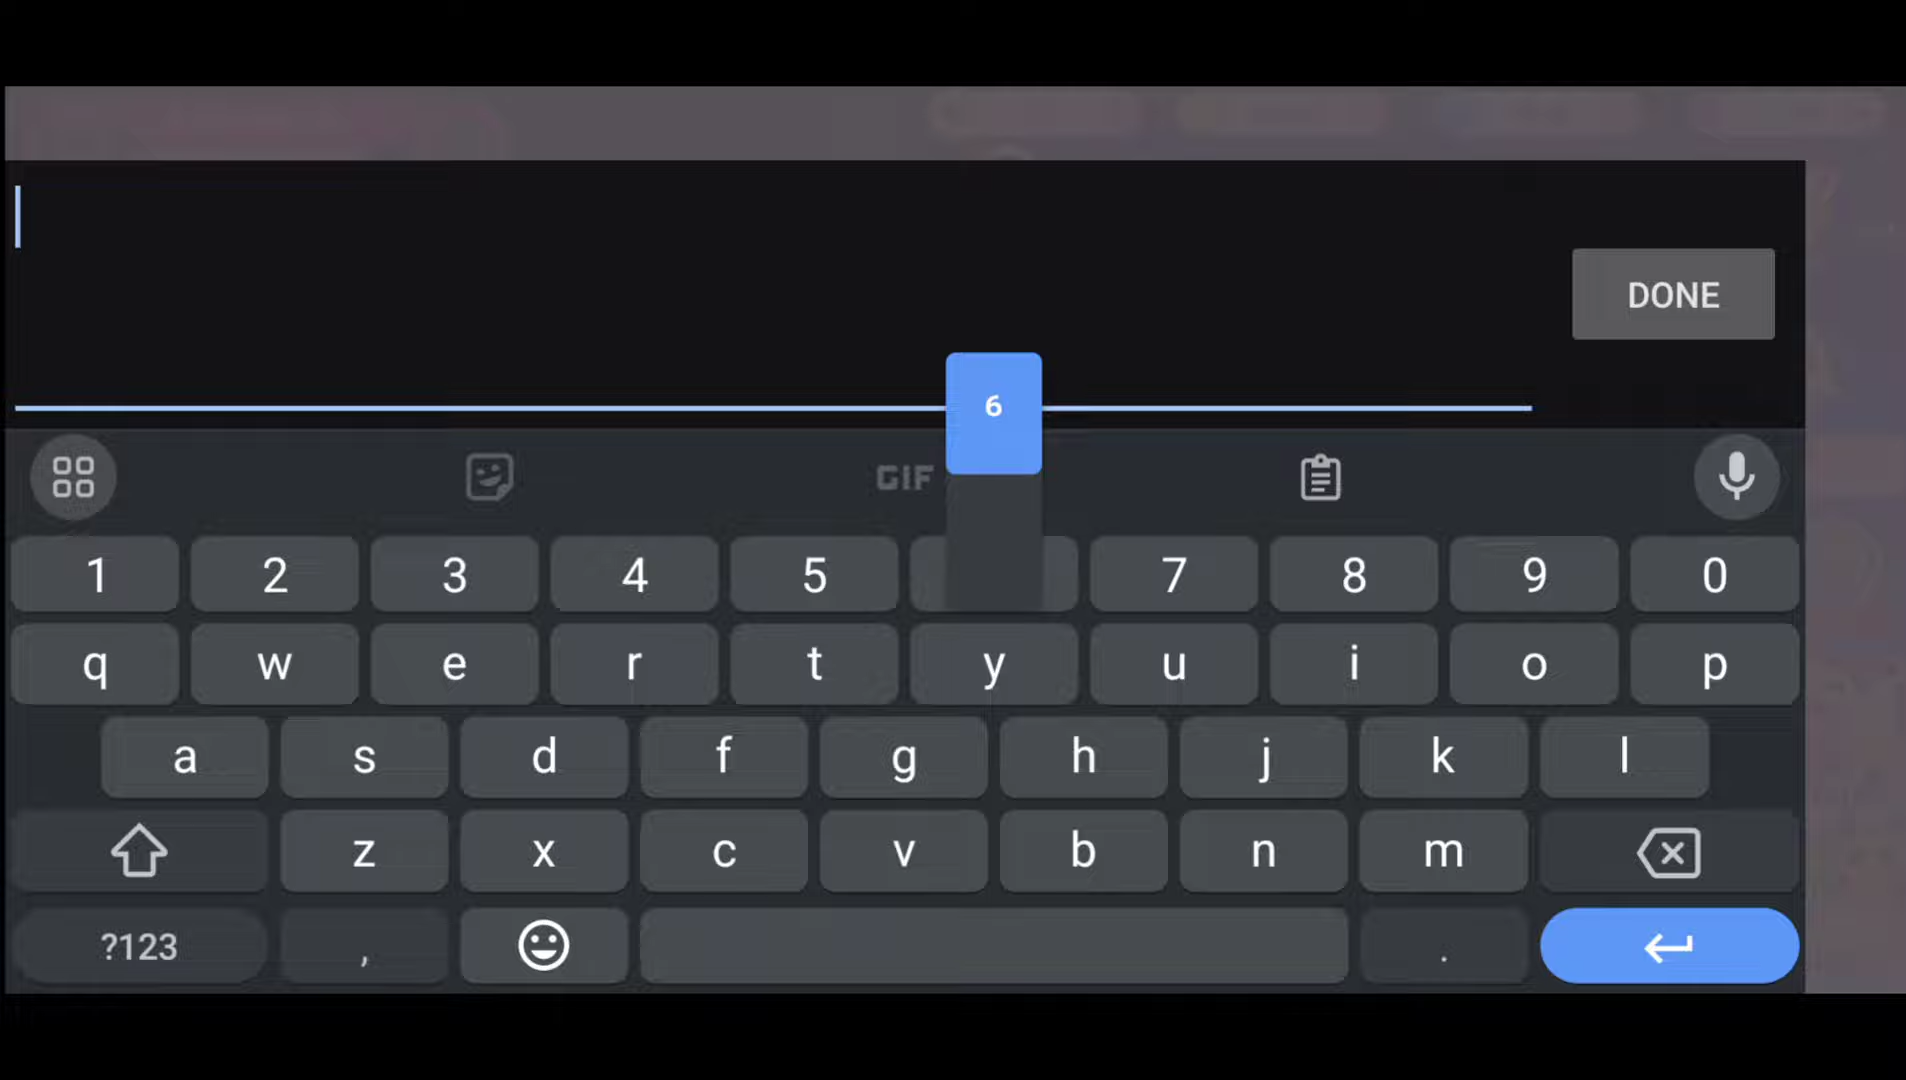 DONE
6
GIF
1 2 3 4 5 7 8 9 0
q w e r t y u i o p
a s d f g h j k l
z x c v b n m
?123 , .